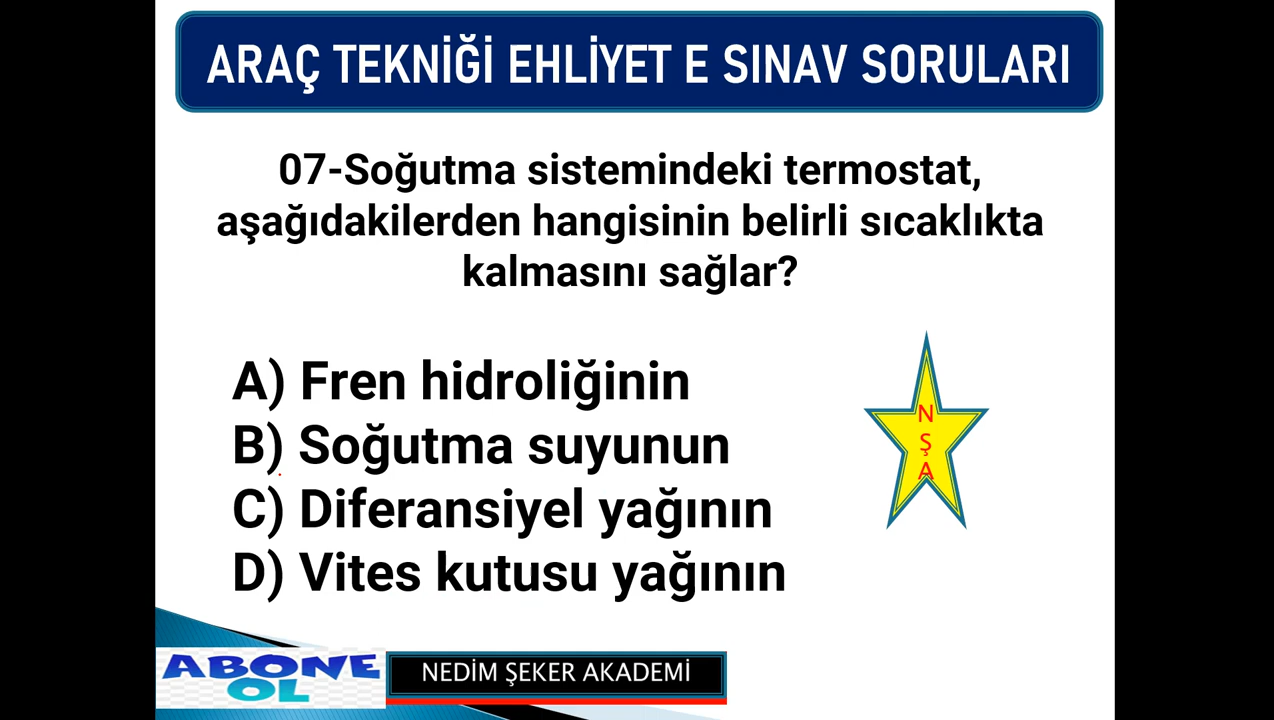 ARAÇ TEKNİĞİ EHLİYET E SINAV SORULARI
07-Soğutma sistemindeki termostat,
aşağıdakilerden hangisinin belirli sıcaklıkta
kalmasını sağlar?
A) Fren hidroliğinin
B) Soğutma suyunun
C) Diferansiyel yağının
D) Vites kutusu yağının
N
Ş
A
ABONE
OL
NEDİM ŞEKER AKADEMİ